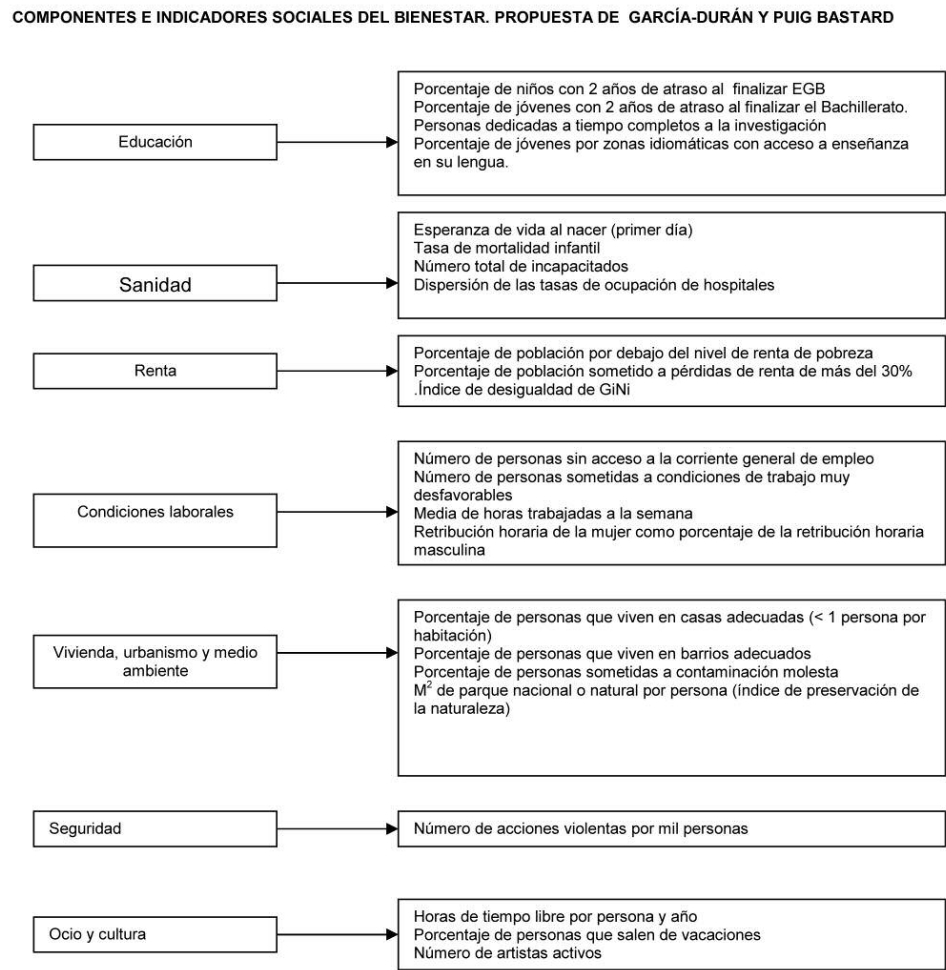 COMPONENTES E INDICADORES SOCIALES DEL BIENESTAR. PROPUESTA DE GARCÍA-DURÁN Y PUIG BASTARD
Educación
Porcentaje de niños con 2 años de atraso al finalizar EGB
Porcentaje de jóvenes con 2 años de atraso al finalizar el Bachillerato.
Personas dedicadas a tiempo completos a la investigación
Porcentaje de jóvenes por zonas idiomáticas con acceso a enseñanza
en su lengua.
Sanidad
Esperanza de vida al nacer (primer día)
Tasa de mortalidad infantil
Número total de incapacitados
Dispersión de las tasas de ocupación de hospitales
Renta
Porcentaje de población por debajo del nivel de renta de pobreza
Porcentaje de población sometido a pérdidas de renta de más del 30%
.Índice de desigualdad de GiNi
Condiciones laborales
Número de personas sin acceso a la corriente general de empleo
Número de personas sometidas a condiciones de trabajo muy
desfavorables
Media de horas trabajadas a la semana
Retribución horaria de la mujer como porcentaje de la retribución horaria
masculina
Vivienda, urbanismo y medio
ambiente
Porcentaje de personas que viven en casas adecuadas (< 1 persona por
habitación)
Porcentaje de personas que viven en barrios adecuados
Porcentaje de personas sometidas a contaminación molesta
M² de parque nacional o natural por persona (índice de preservación de
la naturaleza)
Seguridad
Número de acciones violentas por mil personas
Ocio y cultura
Horas de tiempo libre por persona y año
Porcentaje de personas que salen de vacaciones
Número de artistas activos